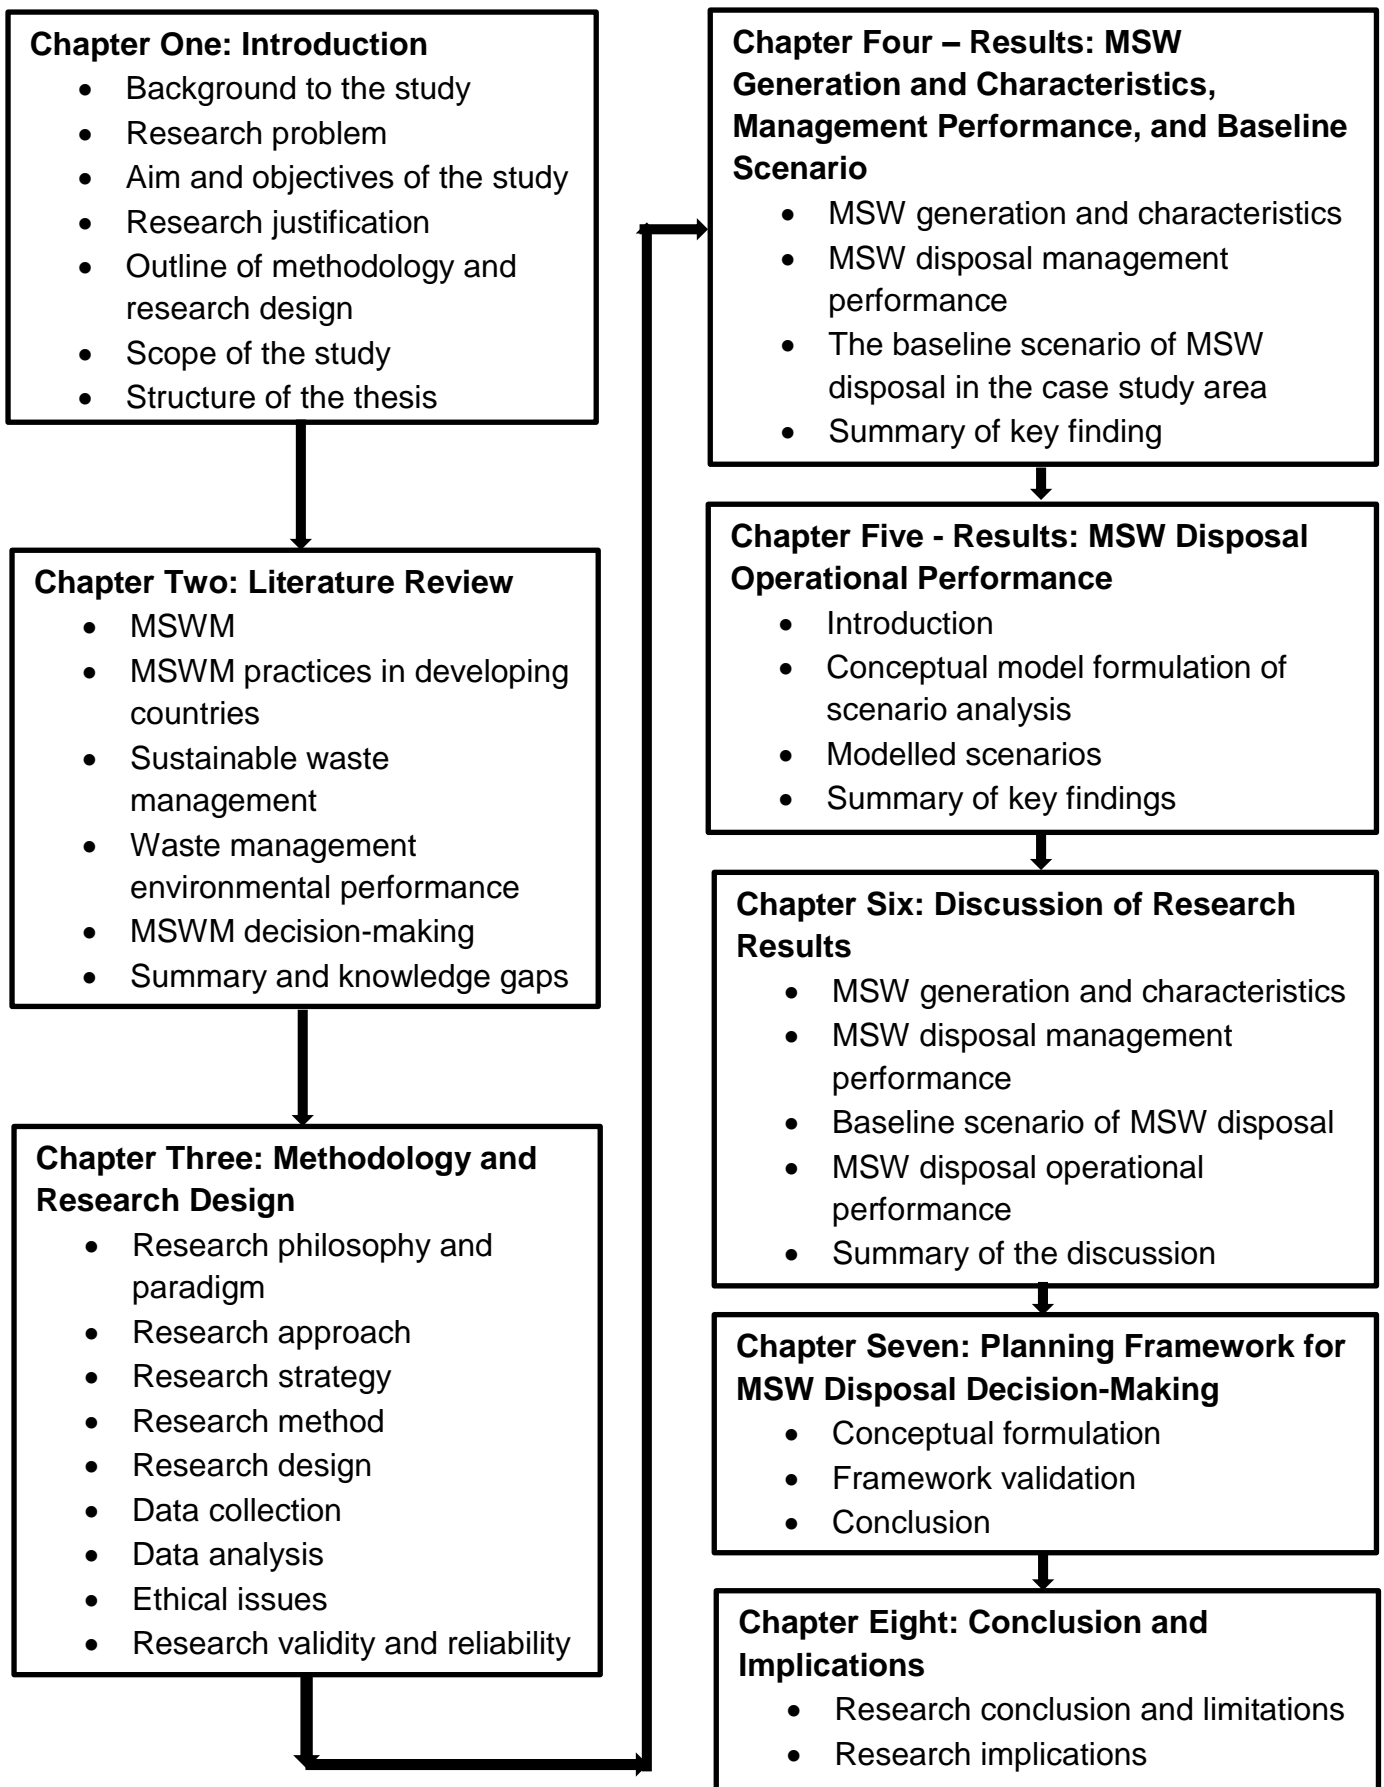 Chapter One: Introduction
• Background to the study
• Research problem
• Aim and objectives of the study
• Research justification
• Outline of methodology and
research design
• Scope of the study
• Structure of the thesis
Chapter Two: Literature Review
• MSWM
• MSWM practices in developing
countries
• Sustainable waste
management
• Waste management
environmental performance
• MSWM decision-making
• Summary and knowledge gaps
Chapter Three: Methodology and
Research Design
• Research philosophy and
paradigm
• Research approach
• Research strategy
• Research method
• Research design
• Data collection
• Data analysis
• Ethical issues
• Research validity and reliability
Chapter Four – Results: MSW
Generation and Characteristics,
Management Performance, and Baseline
Scenario
• MSW generation and characteristics
• MSW disposal management
performance
• The baseline scenario of MSW
disposal in the case study area
• Summary of key finding
Chapter Five - Results: MSW Disposal
Operational Performance
• Introduction
• Conceptual model formulation of
scenario analysis
• Modelled scenarios
• Summary of key findings
Chapter Six: Discussion of Research
Results
• MSW generation and characteristics
• MSW disposal management
performance
• Baseline scenario of MSW disposal
• MSW disposal operational
performance
• Summary of the discussion
Chapter Seven: Planning Framework for
MSW Disposal Decision-Making
• Conceptual formulation
• Framework validation
• Conclusion
Chapter Eight: Conclusion and
Implications
• Research conclusion and limitations
• Research implications